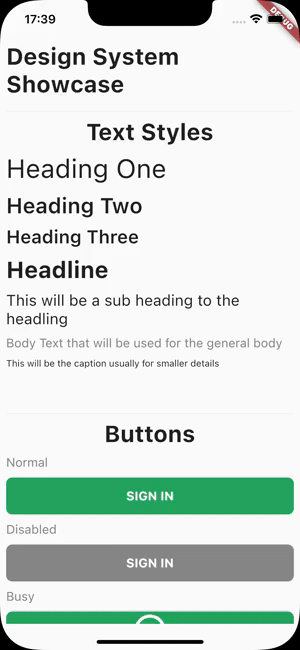 17:39
DEBUG
Design System
Showcase
Text Styles
Heading One
Heading Two
Heading Three
Headline
This will be a sub heading to the
headling
Body Text that will be used for the general body
This will be the caption usually for smaller details
Buttons
Normal
SIGN IN
Disabled
SIGN IN
Busy